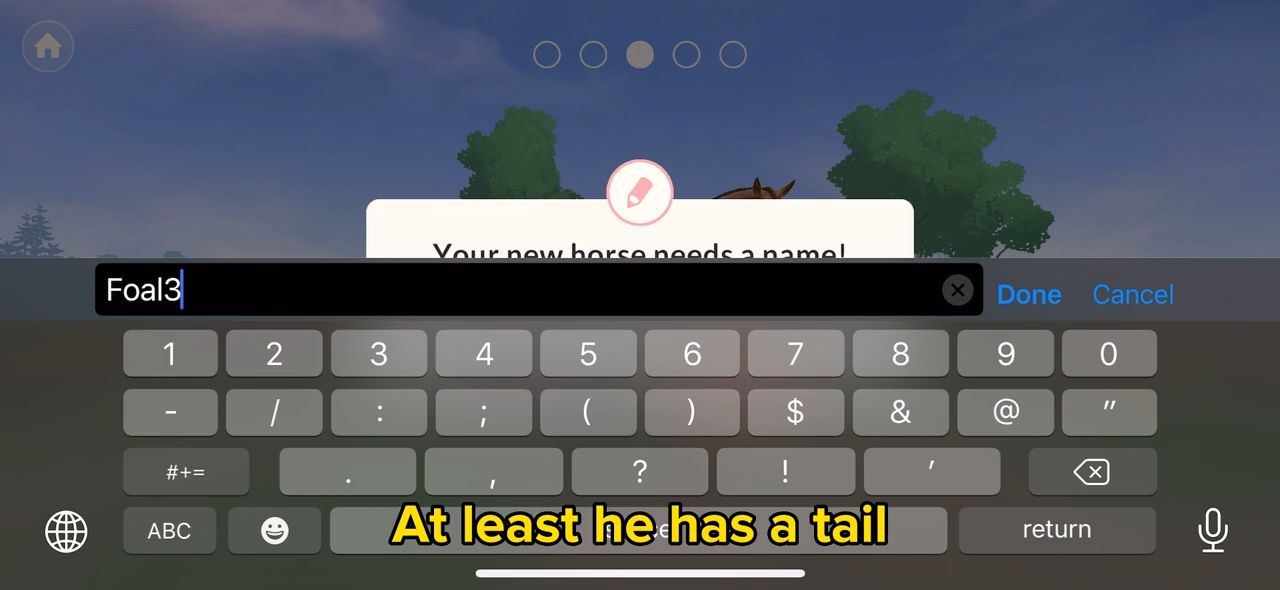 Your new horse needs a name!
Foal3
Done Cancel
1 2 3 4 5 6 7 8 9 0
- / : ; ( ) $ & @ "
#+= . , ? ! '
ABC return
At least he has a tail